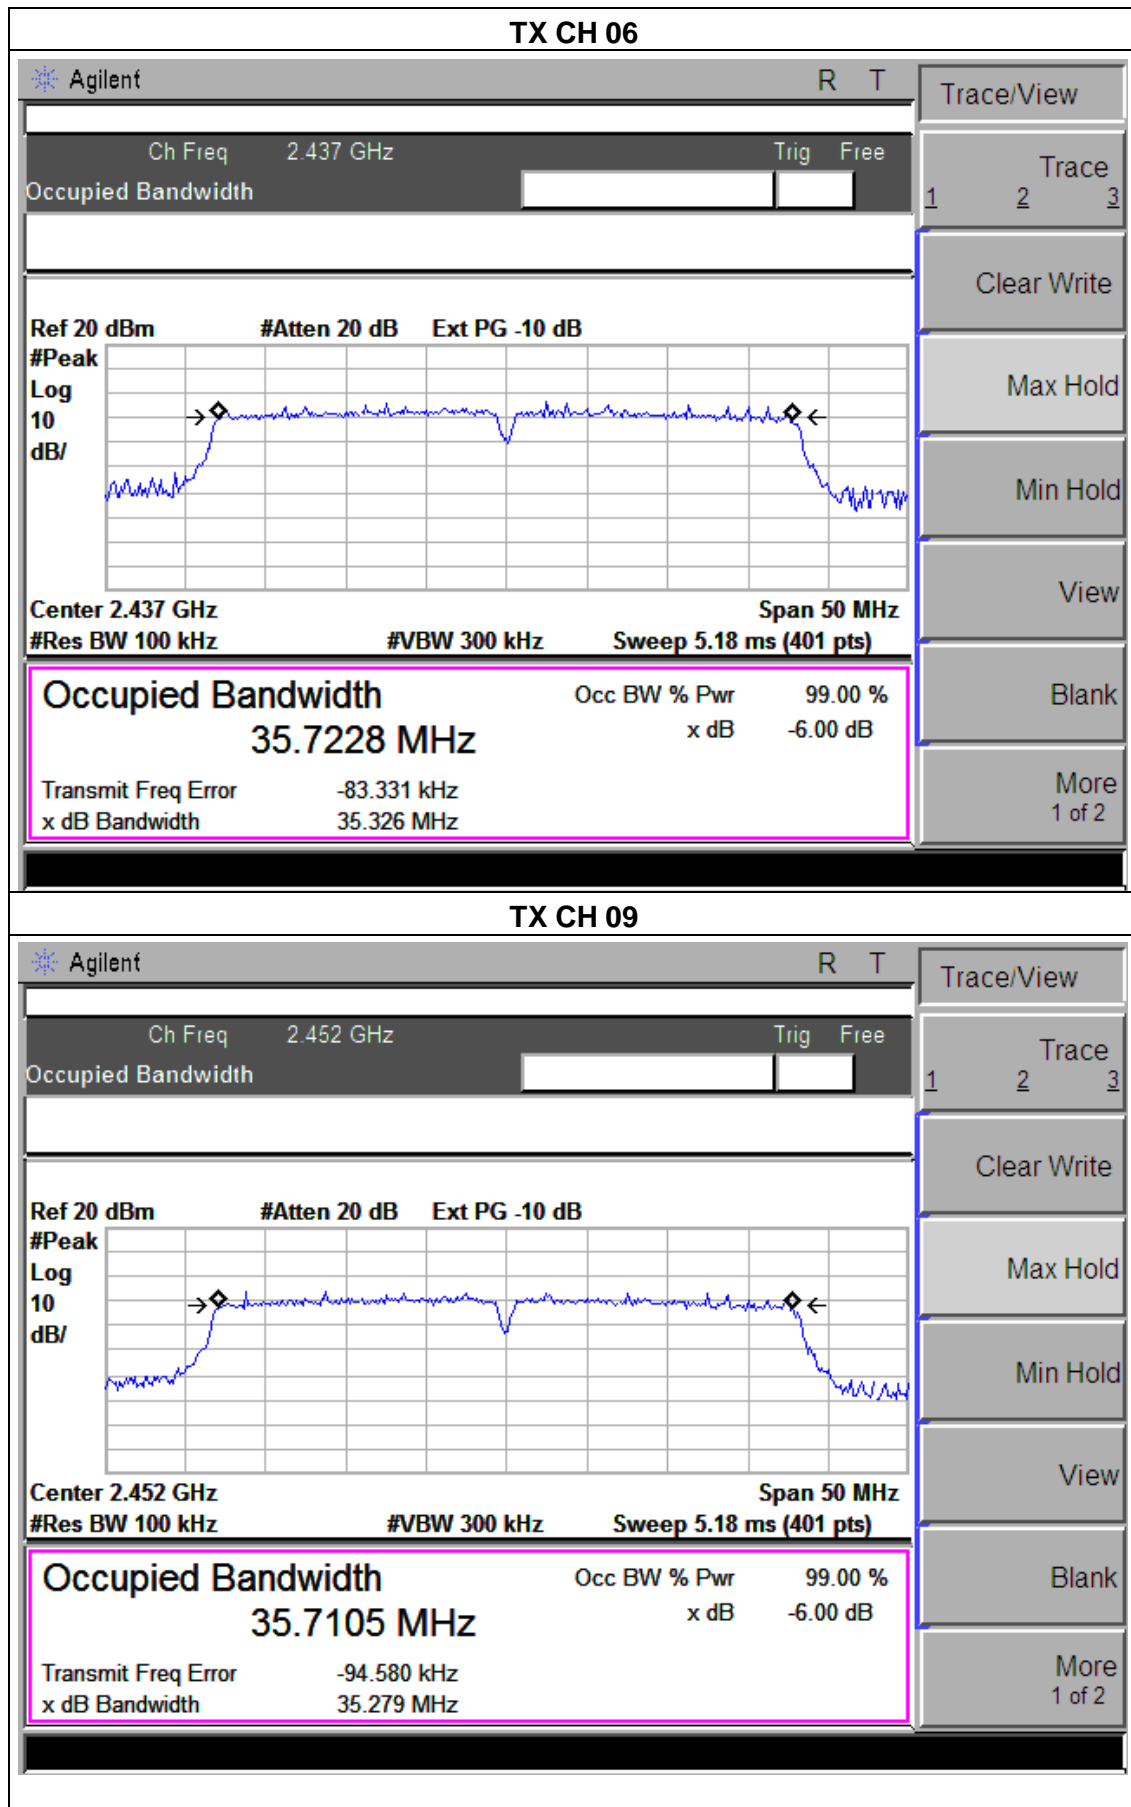 TX CH 06
Agilent R T
Trace/View
Ch Freq 2.437 GHz Trig Free
Occupied Bandwidth
Trace
1 2 3
Clear Write
Ref 20 dBm #Atten 20 dB Ext PG -10 dB
#Peak
Log
10
dB/
Max Hold
Min Hold
View
Center 2.437 GHz Span 50 MHz
#Res BW 100 kHz #VBW 300 kHz Sweep 5.18 ms (401 pts)
Occupied Bandwidth Occ BW % Pwr 99.00 %
35.7228 MHz x dB -6.00 dB
Blank
Transmit Freq Error -83.331 kHz
x dB Bandwidth 35.326 MHz
More
1 of 2
TX CH 09
Agilent R T
Trace/View
Ch Freq 2.452 GHz Trig Free
Occupied Bandwidth
Trace
1 2 3
Clear Write
Ref 20 dBm #Atten 20 dB Ext PG -10 dB
#Peak
Log
10
dB/
Max Hold
Min Hold
View
Center 2.452 GHz Span 50 MHz
#Res BW 100 kHz #VBW 300 kHz Sweep 5.18 ms (401 pts)
Occupied Bandwidth Occ BW % Pwr 99.00 %
35.7105 MHz x dB -6.00 dB
Blank
Transmit Freq Error -94.580 kHz
x dB Bandwidth 35.279 MHz
More
1 of 2